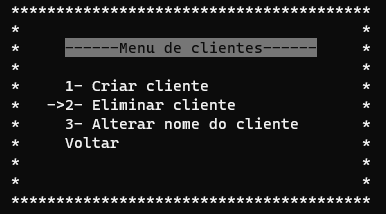 ****************************************
*                                      *
*     ------Menu de clientes------     *
*                                      *
*     1- Criar cliente                 *
*   ->2- Eliminar cliente              *
*     3- Alterar nome do cliente       *
*     Voltar                           *
*                                      *
*                                      *
****************************************